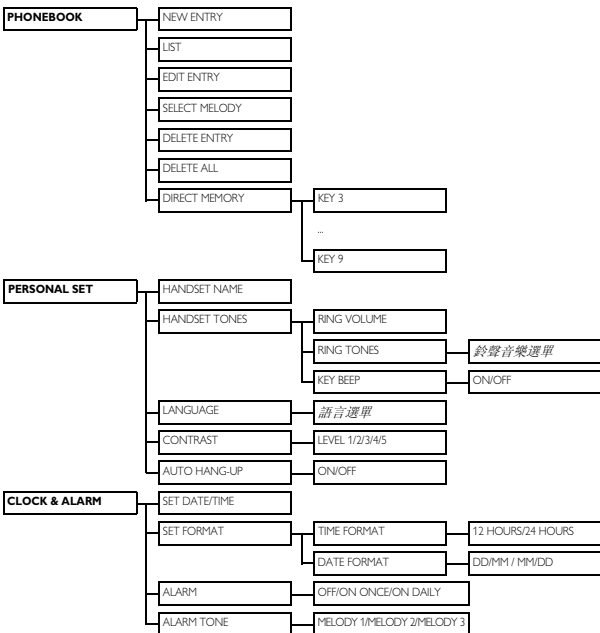 PHONEBOOK
NEW ENTRY
LIST
EDIT ENTRY
SELECT MELODY
DELETE ENTRY
DELETE ALL
DIRECT MEMORY
KEY 3
...
KEY 9
PERSONAL SET
HANDSET NAME
HANDSET TONES
RING VOLUME
RING TONES
鈴聲音樂選單
KEY BEEP
ON/OFF
LANGUAGE
語言選單
CONTRAST
LEVEL 1/2/3/4/5
AUTO HANG-UP
ON/OFF
CLOCK & ALARM
SET DATE/TIME
SET FORMAT
TIME FORMAT
12 HOURS/24 HOURS
DATE FORMAT
DD/MM / MM/DD
ALARM
OFF/ON ONCE/ON DAILY
ALARM TONE
MELODY 1/MELODY 2/MELODY 3